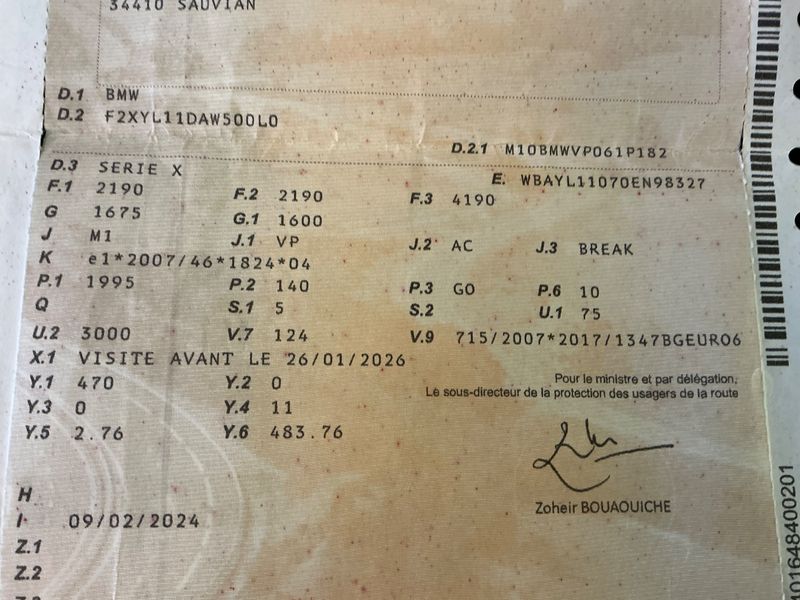 34410 SAUVIAN
D.1 BMW
D.2 F2XYL11DAW500L0
D.2.1 M10BMWVP061P182
D.3 SERIE X
E. WBAYL11070EN98327
F.1 2190 F.2 2190 F.3 4190
G 1675 G.1 1600
J M1 J.1 VP J.2 AC J.3 BREAK
K e1*2007/46*1824*04
P.1 1995 P.2 140 P.3 GO P.6 10
Q S.1 5 S.2 U.1 75
U.2 3000 V.7 124 V.9 715/2007*2017/1347BGEURO6
X.1 VISITE AVANT LE 26/01/2026
Y.1 470 Y.2 0
Pour le ministre et par délégation,
Le sous-directeur de la protection des usagers de la route
Y.3 0 Y.4 11
Y.5 2.76 Y.6 483.76
Zoheir BOUAOUICHE
H
I 09/02/2024
Z.1
Z.2
01648400201